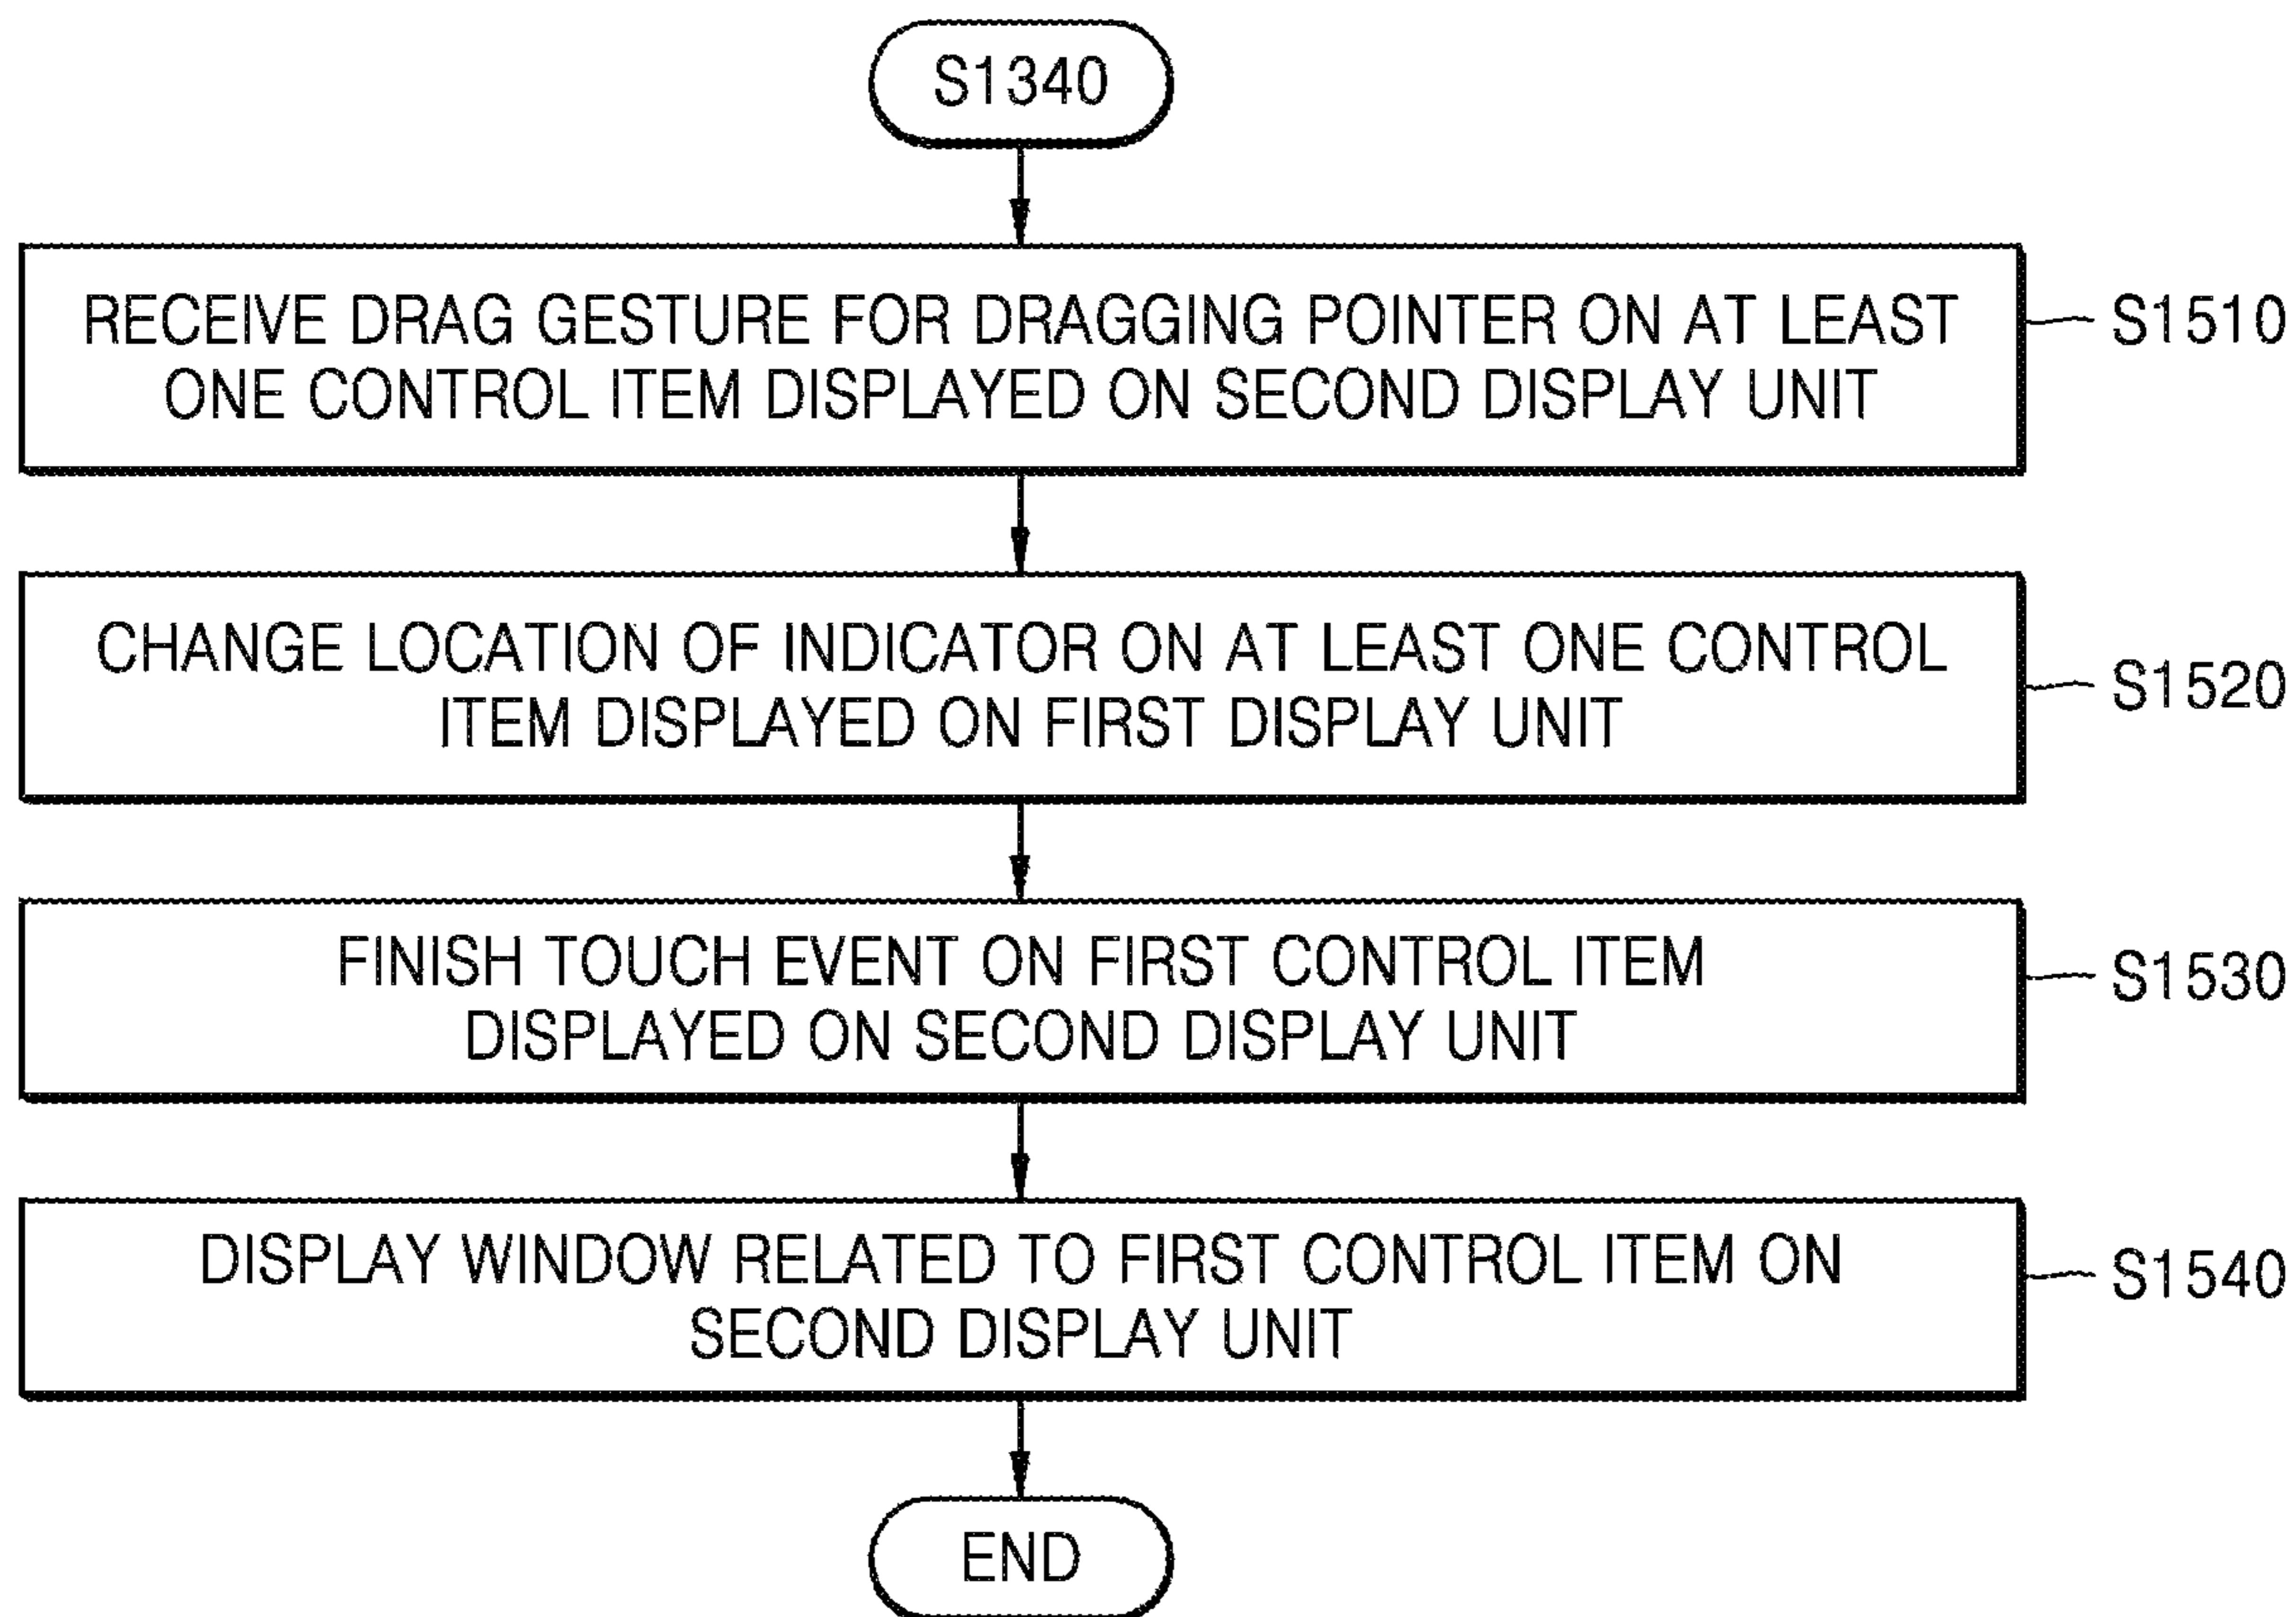 S1340
RECEIVE DRAG GESTURE FOR DRAGGING POINTER ON AT LEAST
ONE CONTROL ITEM DISPLAYED ON SECOND DISPLAY UNIT
S1510
CHANGE LOCATION OF INDICATOR ON AT LEAST ONE CONTROL
ITEM DISPLAYED ON FIRST DISPLAY UNIT
S1520
FINISH TOUCH EVENT ON FIRST CONTROL ITEM
DISPLAYED ON SECOND DISPLAY UNIT
S1530
DISPLAY WINDOW RELATED TO FIRST CONTROL ITEM ON
SECOND DISPLAY UNIT
S1540
END